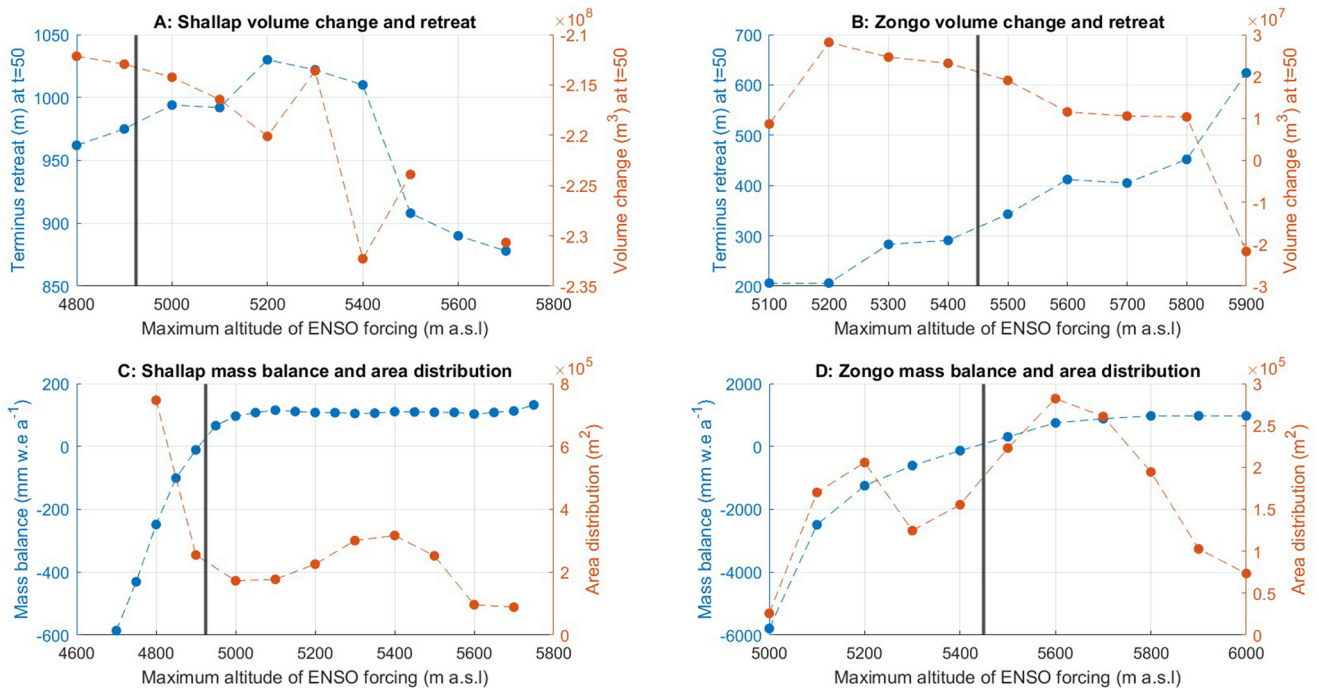 A: Shallap volume change and retreat
×10^8
Terminus retreat (m) at t=50
1050
1000
950
900
850
-2.1
-2.15
-2.2
-2.25
-2.3
-2.35
Volume change (m^3) at t=50
4800 5000 5200 5400 5600 5800
Maximum altitude of ENSO forcing (m a.s.l)
B: Zongo volume change and retreat
×10^7
Terminus retreat (m) at t=50
700
600
500
400
300
200
3
2
1
0
-1
-2
-3
Volume change (m^3) at t=50
5100 5200 5300 5400 5500 5600 5700 5800 5900
Maximum altitude of ENSO forcing (m a.s.l)
C: Shallap mass balance and area distribution
×10^5
Mass balance (mm w.e a^-1)
200
0
-200
-400
-600
8
6
4
2
0
Area distribution (m^2)
4600 4800 5000 5200 5400 5600 5800
Maximum altitude of ENSO forcing (m a.s.l)
D: Zongo mass balance and area distribution
×10^5
Mass balance (mm w.e a^-1)
2000
0
-2000
-4000
-6000
3
2.5
2
1.5
1
0.5
0
Area distribution (m^2)
5000 5200 5400 5600 5800 6000
Maximum altitude of ENSO forcing (m a.s.l)